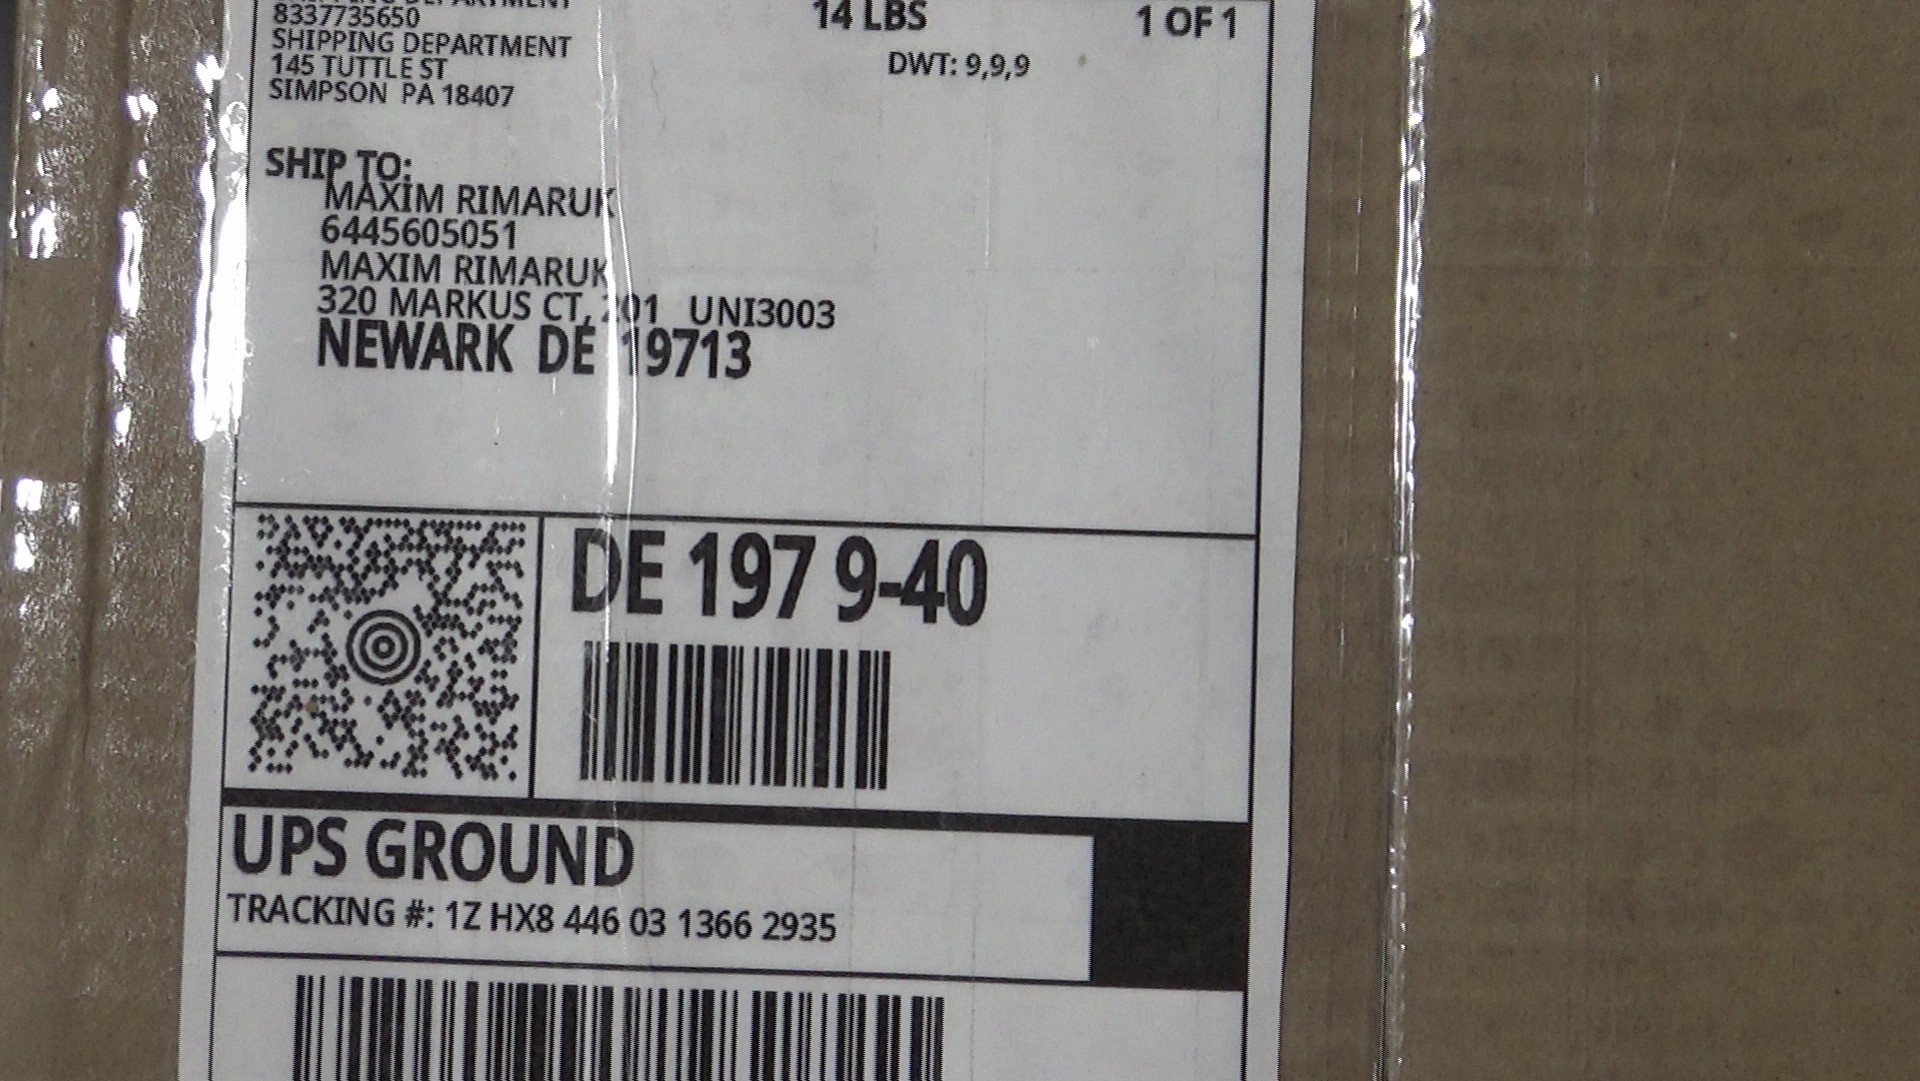 SHIPPING DEPARTMENT
8337735650
SHIPPING DEPARTMENT
145 TUTTLE ST
SIMPSON PA 18407
14 LBS
1 OF 1
DWT: 9,9,9
SHIP TO:
MAXIM RIMARUK
6445605051
MAXIM RIMARUK
320 MARKUS CT, 201 UNI3003
NEWARK DE 19713
DE 197 9-40
UPS GROUND
TRACKING #: 1Z HX8 446 03 1366 2935